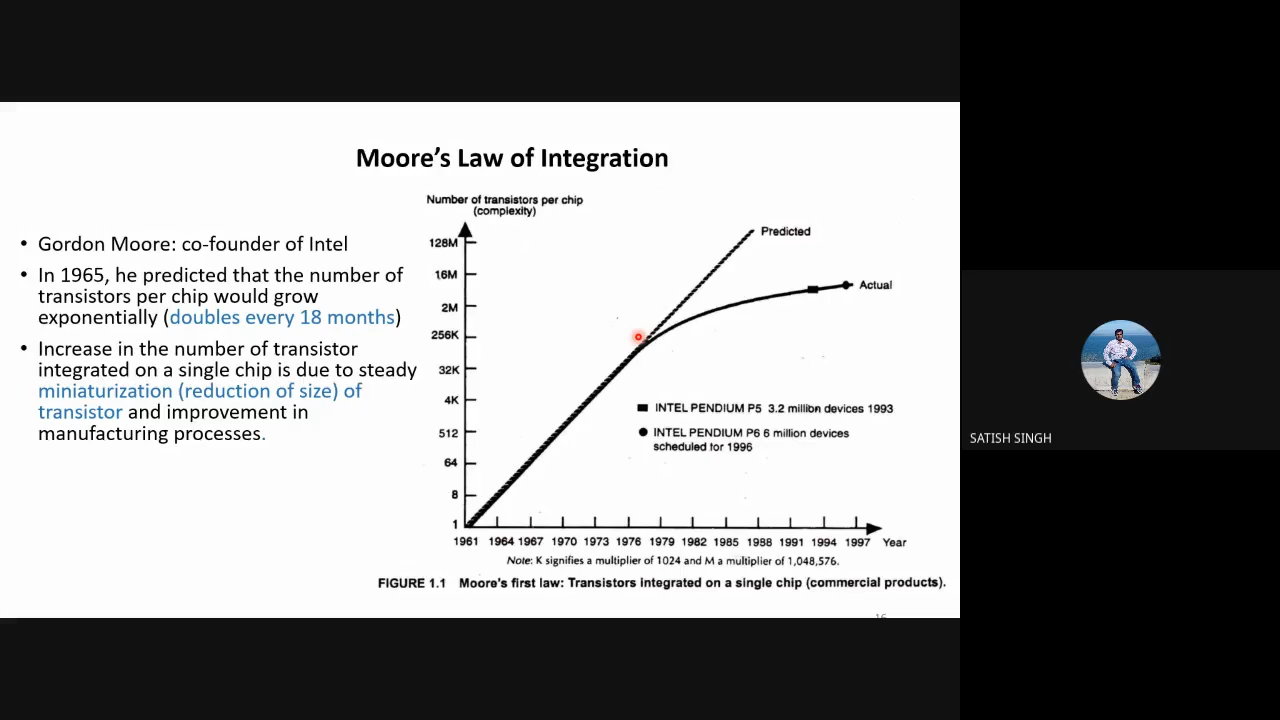 Moore's Law of Integration
• Gordon Moore: co-founder of Intel
• In 1965, he predicted that the number of
transistors per chip would grow
exponentially (doubles every 18 months)
• Increase in the number of transistor
integrated on a single chip is due to steady
miniaturization (reduction of size) of
transistor and improvement in
manufacturing processes.
Number of transistors per chip
(complexity)
128M
16M
2M
256K
32K
4K
512
64
8
1
Predicted
Actual
INTEL PENDIUM P5 3.2 million devices 1993
INTEL PENDIUM P6 6 million devices
scheduled for 1996
1961 1964 1967 1970 1973 1976 1979 1982 1985 1988 1991 1994 1997 Year
Note: K signifies a multiplier of 1024 and M a multiplier of 1,048,576.
FIGURE 1.1 Moore's first law: Transistors integrated on a single chip (commercial products).
SATISH SINGH